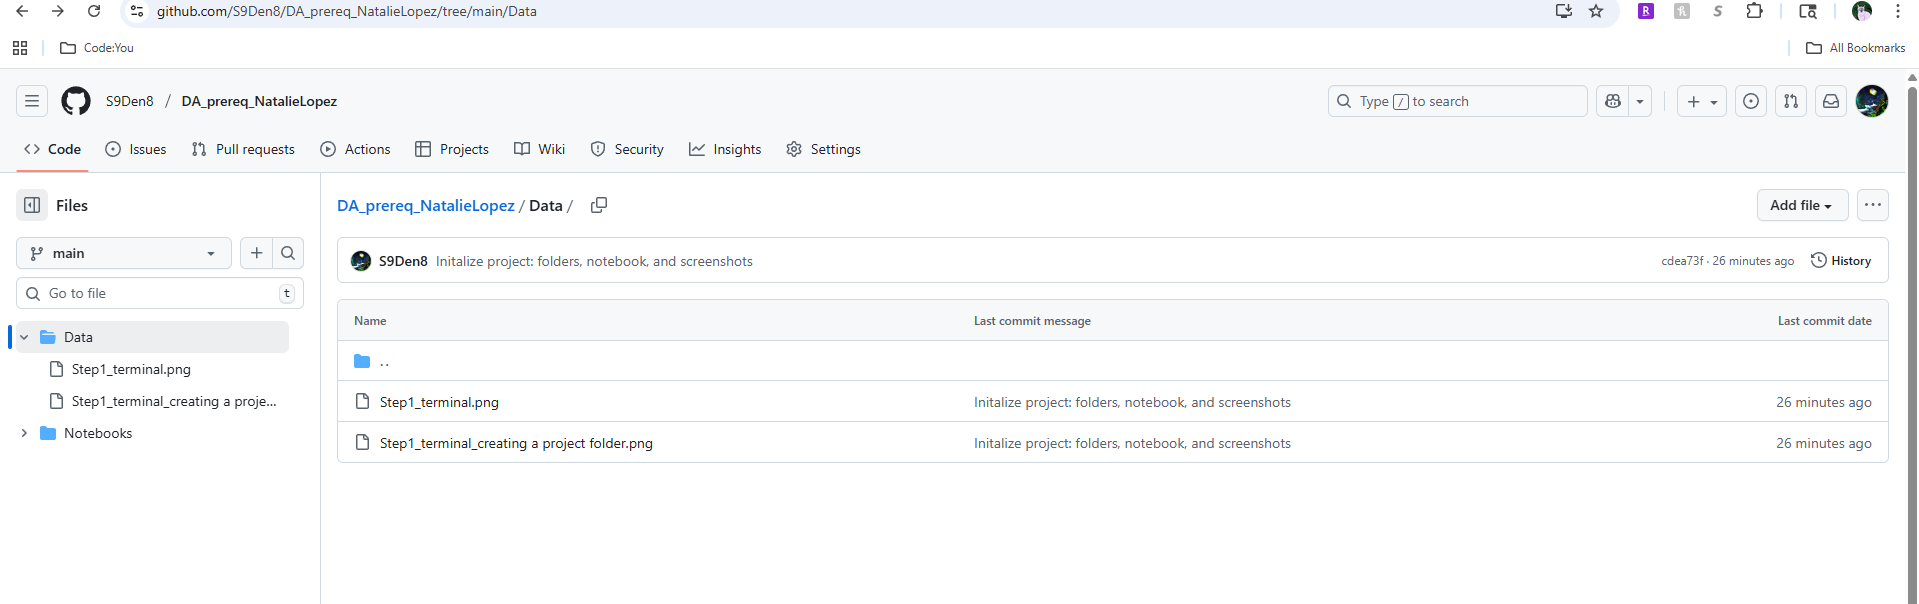 github.com/S9Den8/DA_prereq_NatalieLopez/tree/main/Data
Code:You
All Bookmarks
S9Den8 / DA_prereq_NatalieLopez
Type / to search
Code Issues Pull requests Actions Projects Wiki Security Insights Settings
Files
main
Go to file t
Data
Step1_terminal.png
Step1_terminal_creating a proje...
Notebooks
DA_prereq_NatalieLopez / Data /
Add file
S9Den8 Initalize project: folders, notebook, and screenshots cdea73f · 26 minutes ago History
Name Last commit message Last commit date
..
Step1_terminal.png Initalize project: folders, notebook, and screenshots 26 minutes ago
Step1_terminal_creating a project folder.png Initalize project: folders, notebook, and screenshots 26 minutes ago